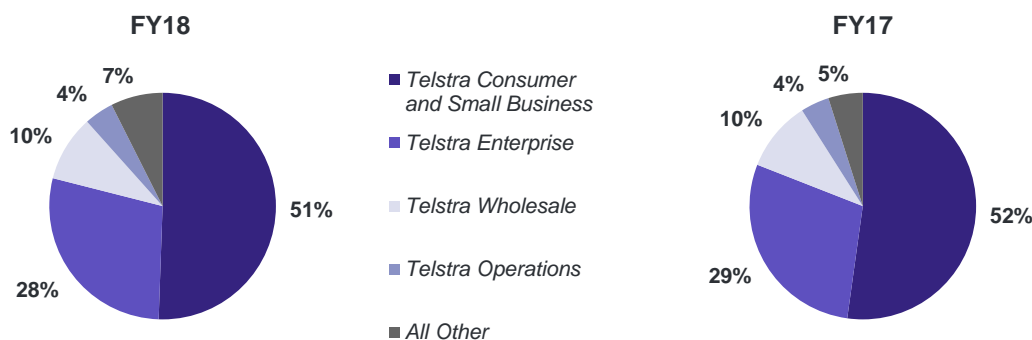 FY18
7%
4%
10%
51%
28%
Telstra Consumer
and Small Business
Telstra Enterprise
Telstra Wholesale
Telstra Operations
All Other
FY17
5%
4%
10%
52%
29%